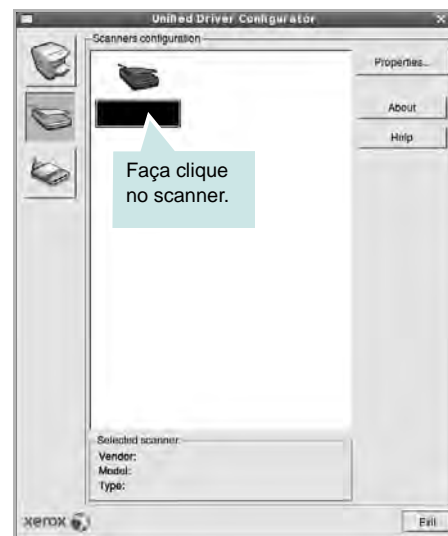 Unified Driver Configurator
Scanners configuration
Properties...
About
Help
Faça clique
no scanner.
Selected scanner:
Vendor:
Model:
Type:
xerox
Exit